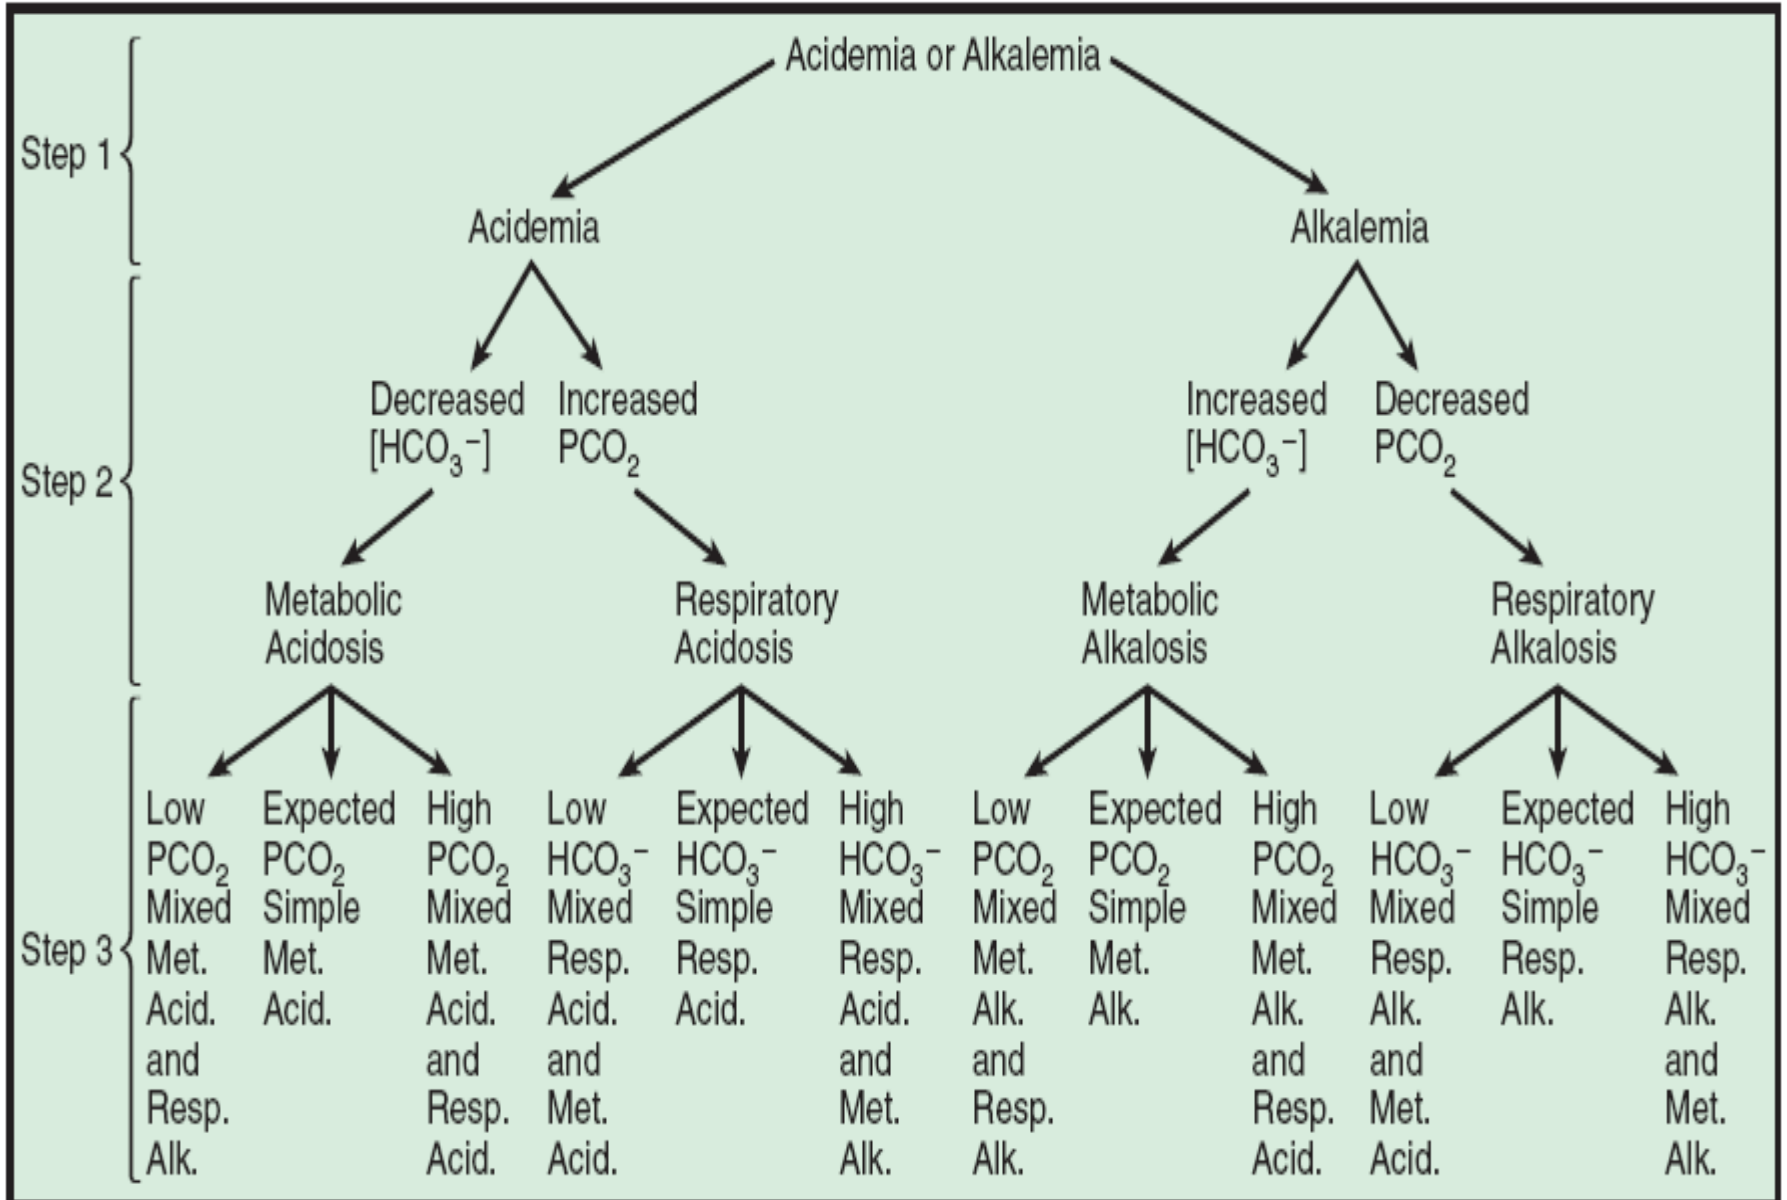 Acidemia or Alkalemia
Step 1
Acidemia
Alkalemia
Step 2
Decreased
[HCO₃⁻]
Increased
PCO₂
Increased
[HCO₃⁻]
Decreased
PCO₂
Metabolic
Acidosis
Respiratory
Acidosis
Metabolic
Alkalosis
Respiratory
Alkalosis
Step 3
Low
PCO₂
Mixed
Met.
Acid.
and
Resp.
Alk.
Expected
PCO₂
Simple
Met.
Acid.
High
PCO₂
Mixed
Met.
Acid.
and
Resp.
Acid.
Low
HCO₃⁻
Mixed
Resp.
Acid.
and
Met.
Acid.
Expected
HCO₃⁻
Simple
Resp.
Acid.
High
HCO₃⁻
Mixed
Resp.
Acid.
and
Met.
Alk.
Low
PCO₂
Mixed
Met.
Alk.
and
Resp.
Alk.
Expected
PCO₂
Simple
Met.
Alk.
High
PCO₂
Mixed
Met.
Alk.
and
Resp.
Acid.
Low
HCO₃⁻
Mixed
Resp.
Alk.
and
Met.
Acid.
Expected
HCO₃⁻
Simple
Resp.
Alk.
High
HCO₃⁻
Mixed
Resp.
Alk.
and
Met.
Alk.